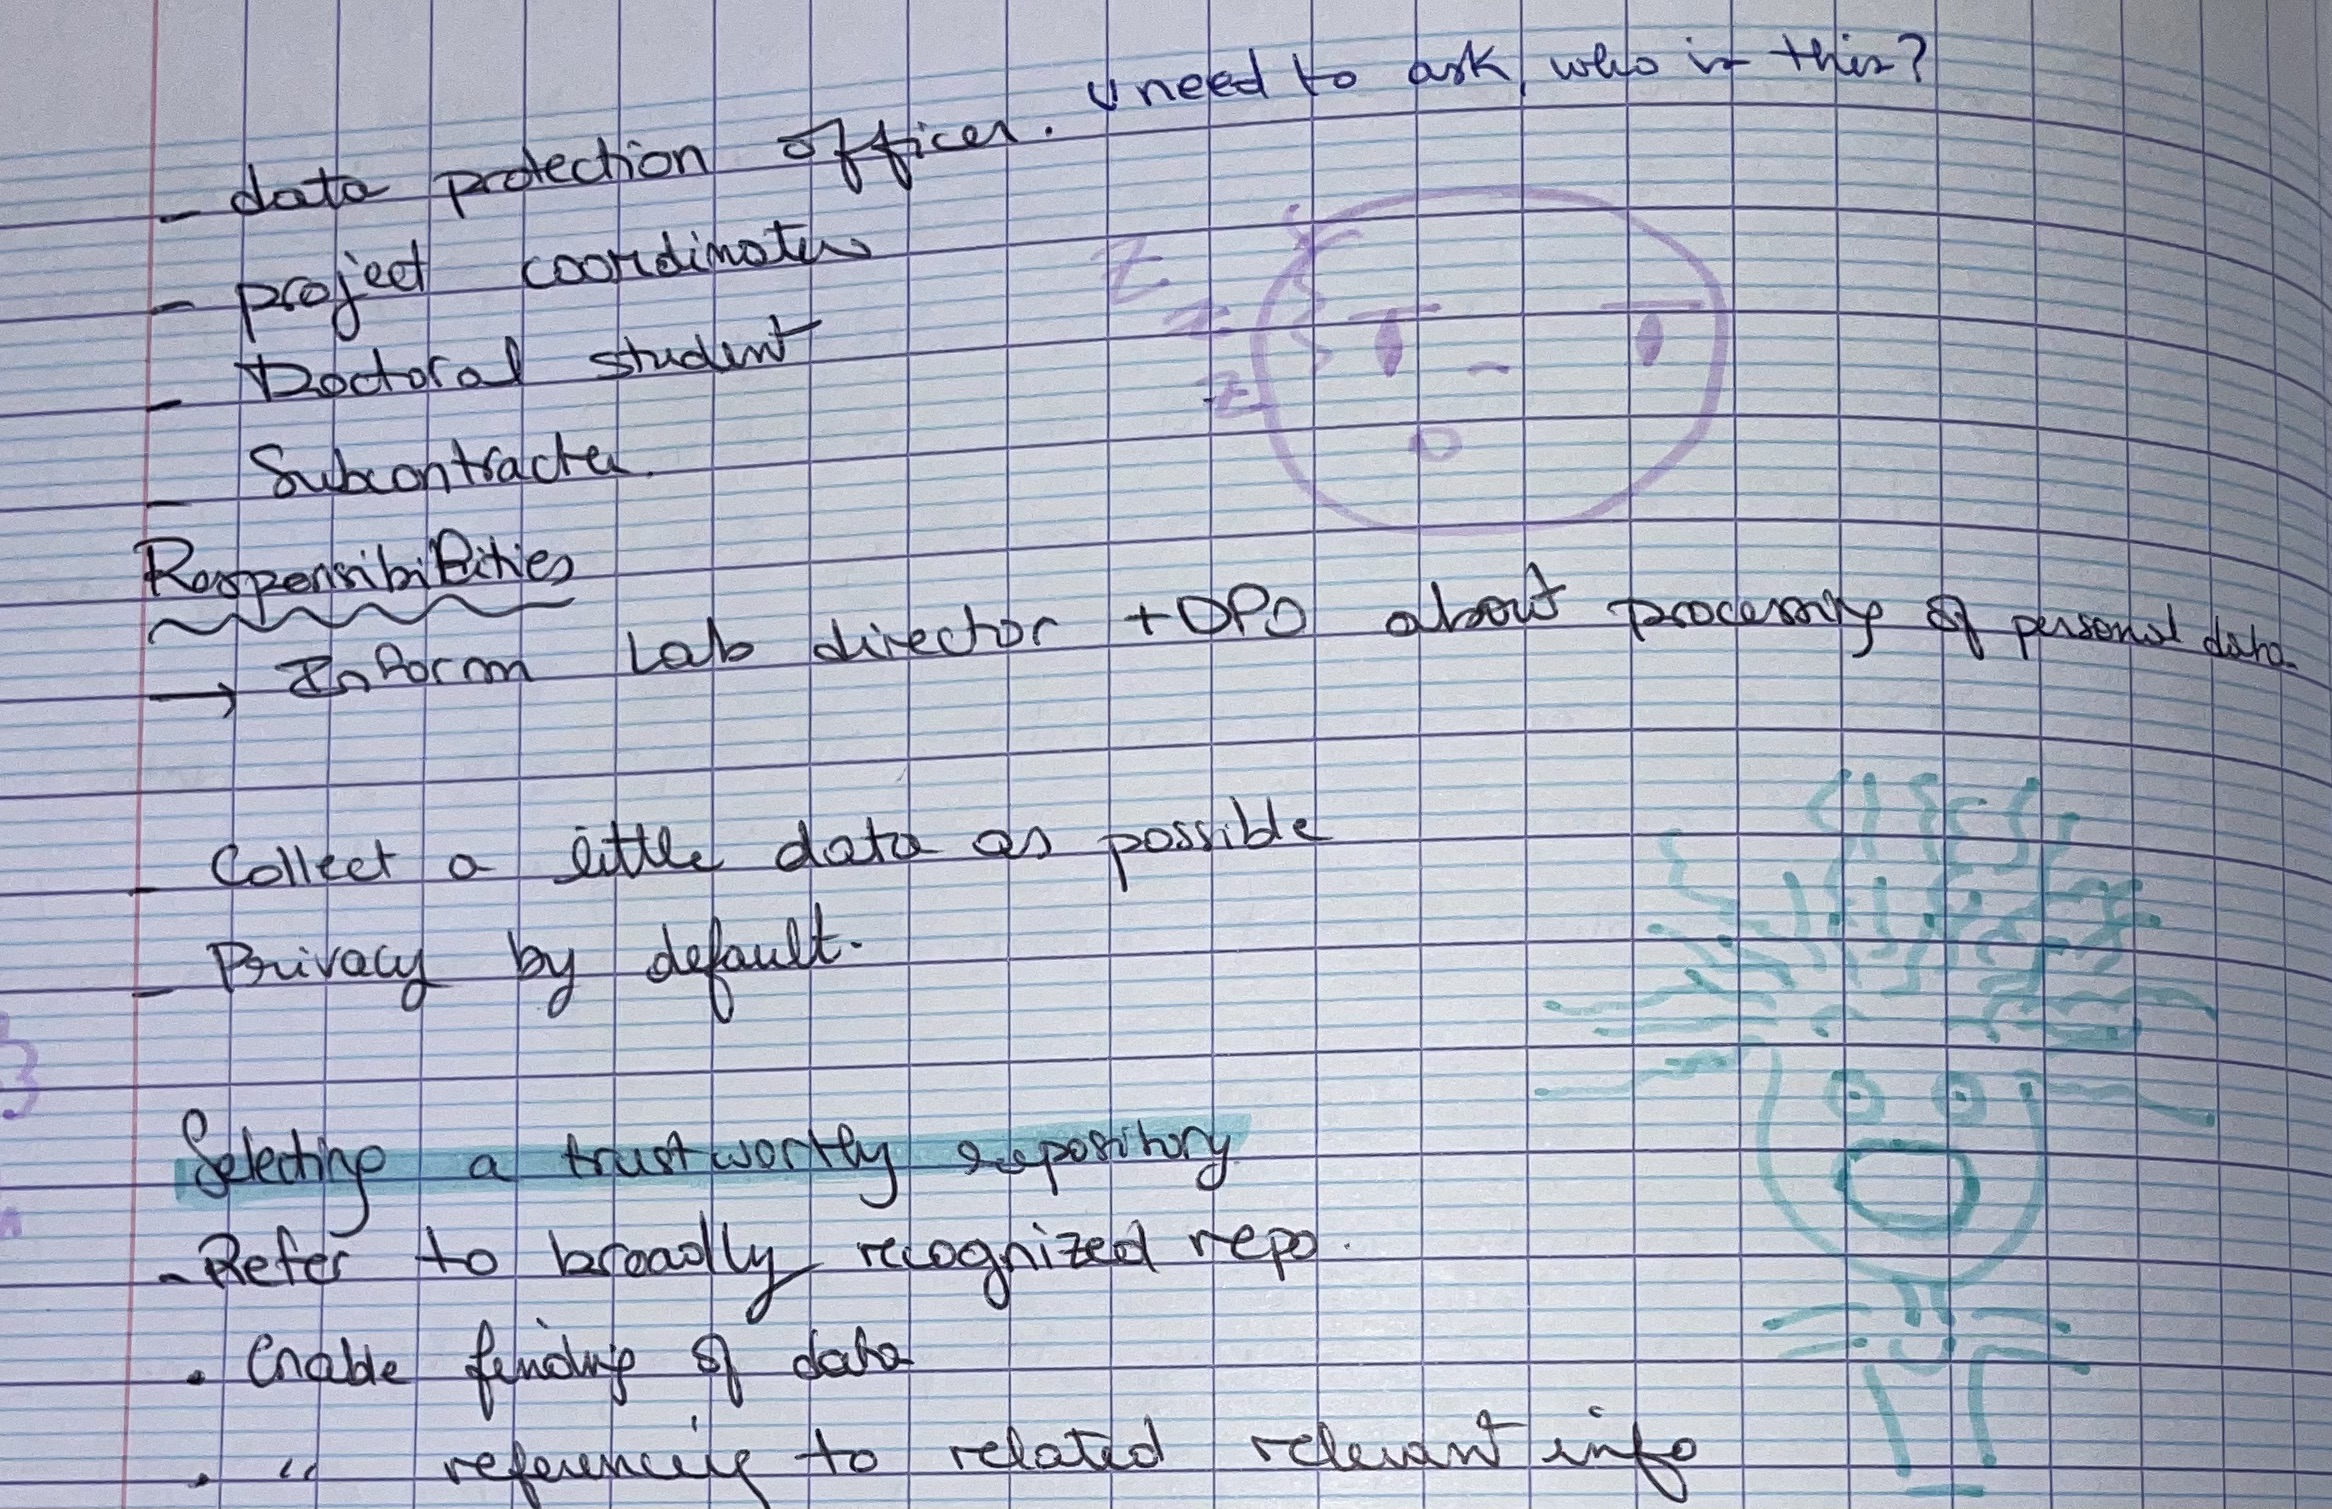 need to ask, who is this?
- data protection officer.
- project coordinator
- Doctoral student
- Subcontracter.
Responsibilities
→ Inform Lab director + DPO about processing of personal data.
- Collect a little data as possible
- Privacy by default.
Selecting a trustworthy repository
- Refer to broadly recognized repo.
• Enable finding of data
• " referencing to related relevant info
z
z
z